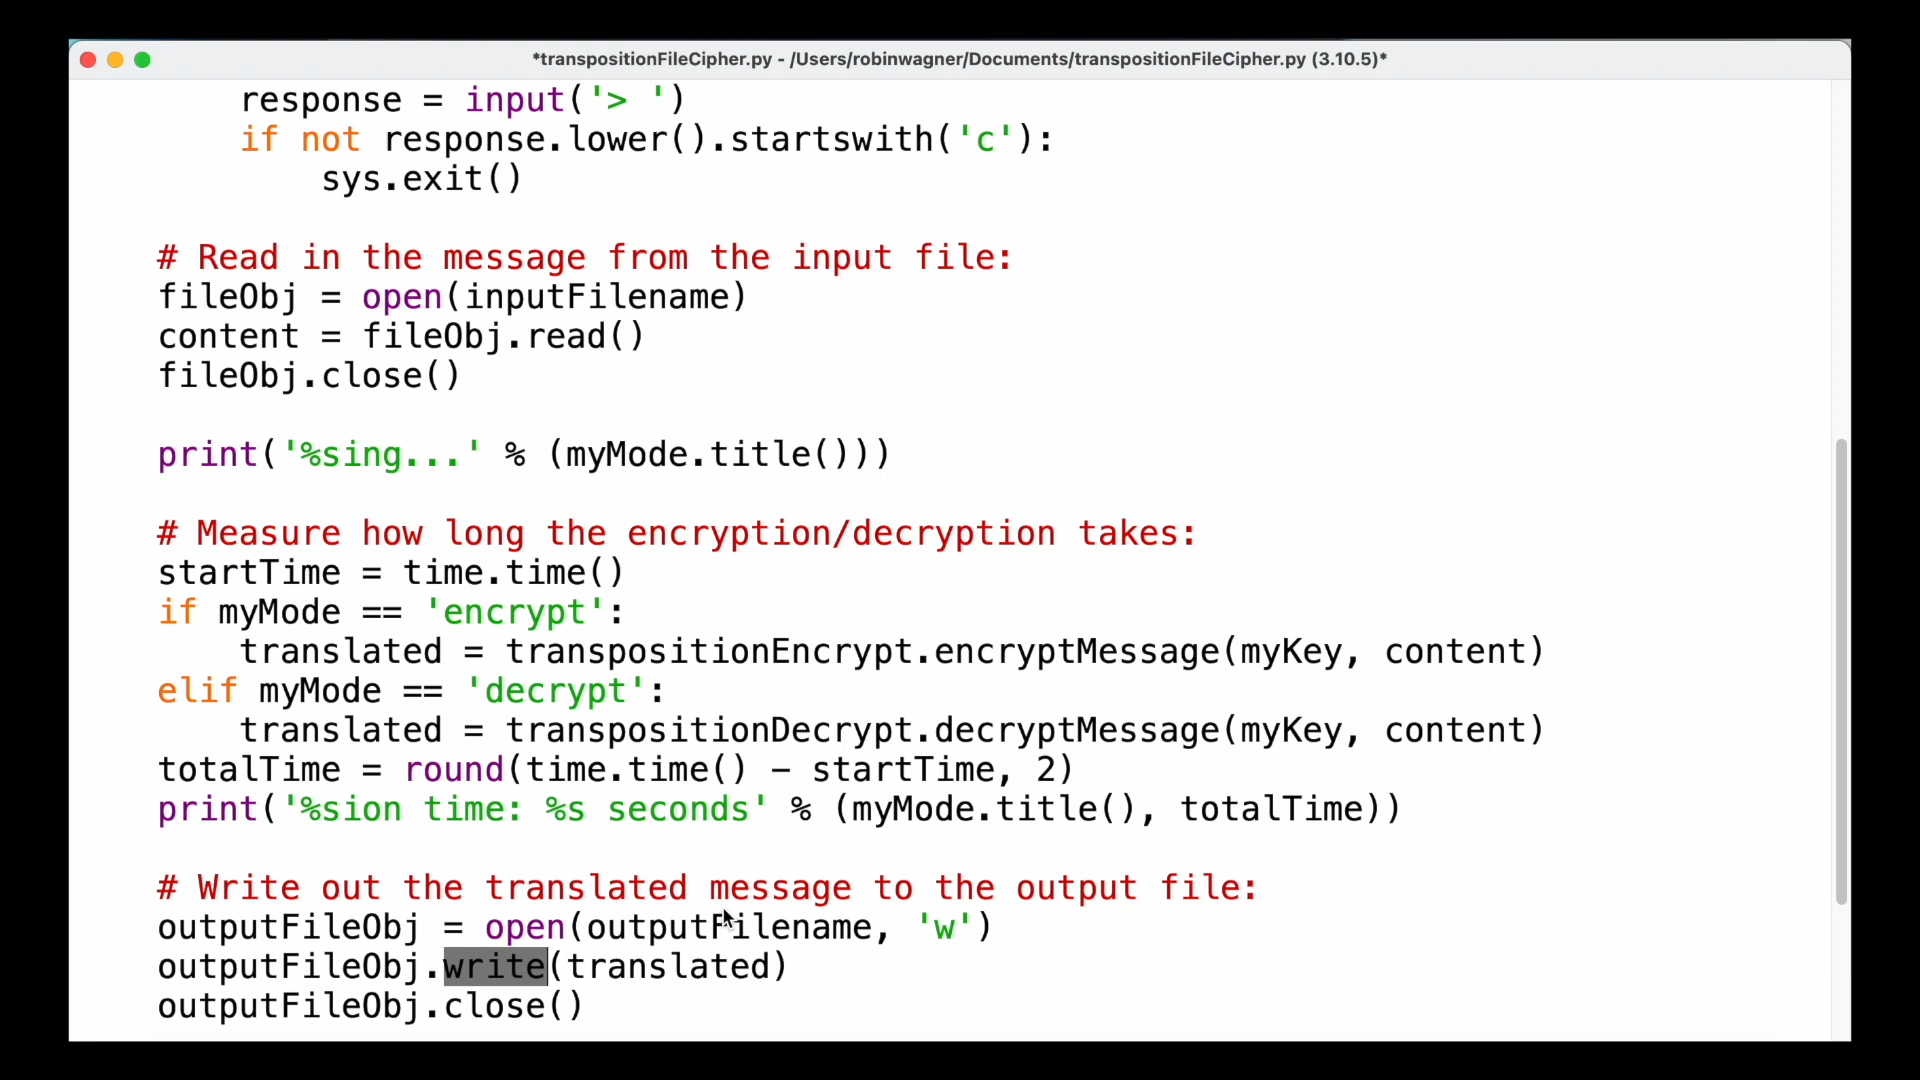 *transpositionFileCipher.py - /Users/robinwagner/Documents/transpositionFileCipher.py (3.10.5)*
response = input('> ')
if not response.lower().startswith('c'):
sys.exit()
# Read in the message from the input file:
fileObj = open(inputFilename)
content = fileObj.read()
fileObj.close()
print('%sing...' % (myMode.title()))
# Measure how long the encryption/decryption takes:
startTime = time.time()
if myMode == 'encrypt':
translated = transpositionEncrypt.encryptMessage(myKey, content)
elif myMode == 'decrypt':
translated = transpositionDecrypt.decryptMessage(myKey, content)
totalTime = round(time.time() - startTime, 2)
print('%sion time: %s seconds' % (myMode.title(), totalTime))
# Write out the translated message to the output file:
outputFileObj = open(outputFilename, 'w')
outputFileObj.write(translated)
outputFileObj.close()